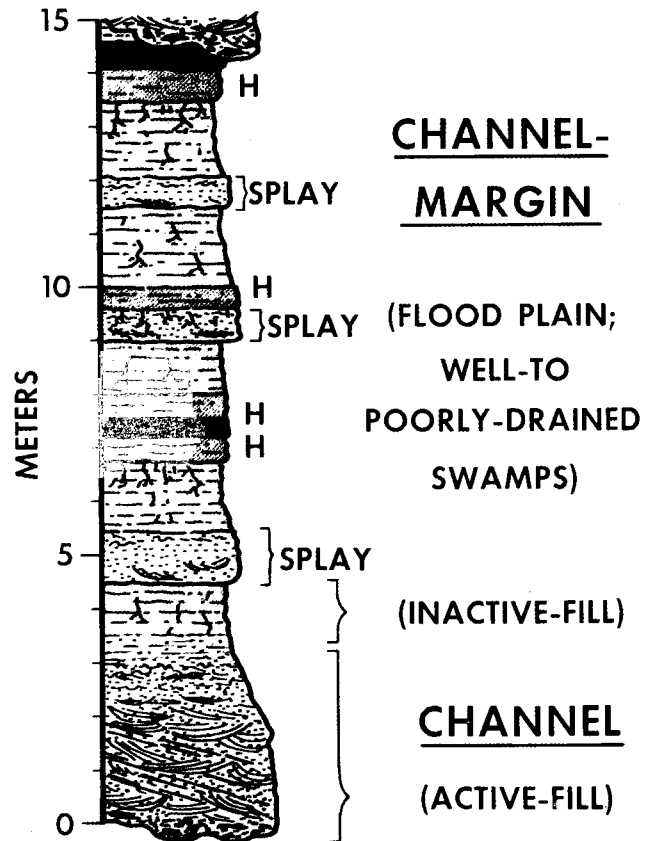 15
H
CHANNEL-
MARGIN
SPLAY
10
H
SPLAY
(FLOOD PLAIN;
WELL-TO
POORLY-DRAINED
SWAMPS)
METERS
H
H
5
SPLAY
(INACTIVE-FILL)
CHANNEL
(ACTIVE-FILL)
0